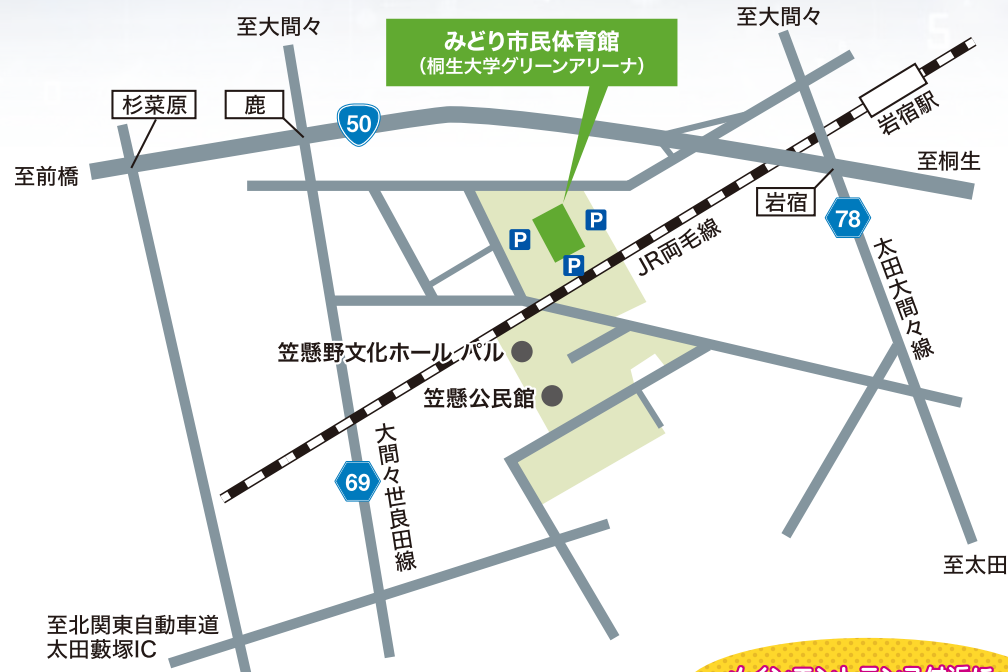 至大間々
至大間々
みどり市民体育館
（桐生大学グリーンアリーナ）
杉菜原
鹿
50
岩宿駅
至前橋
至桐生
岩宿
78
P
P
P
JR両毛線
太田大間々線
笠懸野文化ホール パル
笠懸公民館
大間々世良田線
69
至太田
至北関東自動車道
太田藪塚IC